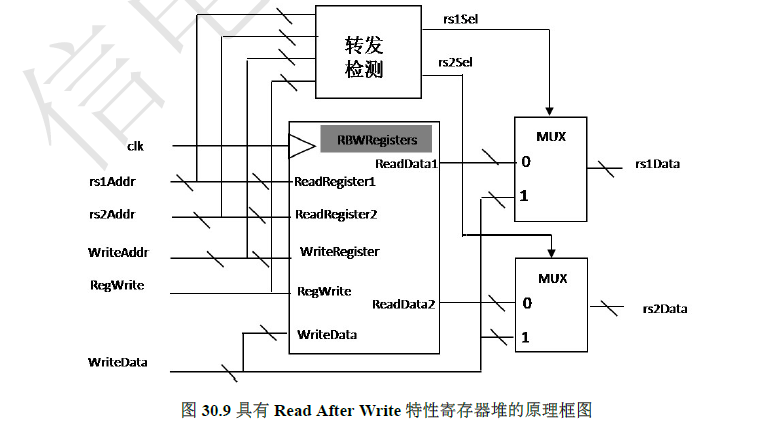 rs1Sel
转发
检测
rs2Sel
clk
RBWRegisters
MUX
ReadData1
0
rs1Data
rs1Addr
ReadRegister1
1
rs2Addr
ReadRegister2
WriteAddr
WriteRegister
MUX
RegWrite
RegWrite
ReadData2
0
rs2Data
WriteData
1
WriteData
图 30.9 具有 Read After Write 特性寄存器堆的原理框图
信